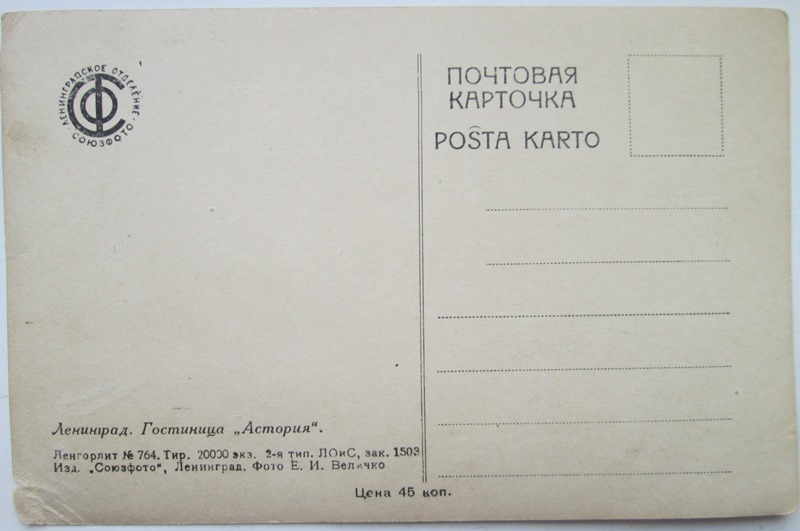 ЛЕНИНГРАДСКОЕ ОТДЕЛЕНИЕ
СФ
СОЮЗФОТО
ПОЧТОВАЯ
КАРТОЧКА
POŜTA KARTO
Ленинград. Гостиница „Астория“.
Ленгорлит № 764. Тир. 20000 экз. 2-я тип. ЛОиС, зак. 1503
Изд. „Союзфото“, Ленинград. Фото Е. И. Величко
Цена 45 коп.